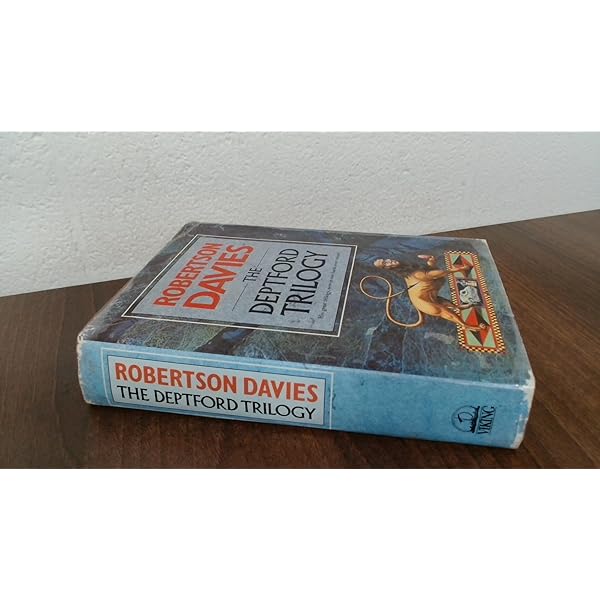 ROBERTSON
DAVIES
THE
DEPTFORD
TRILOGY
ROBERTSON DAVIES
THE DEPTFORD TRILOGY
VIKING